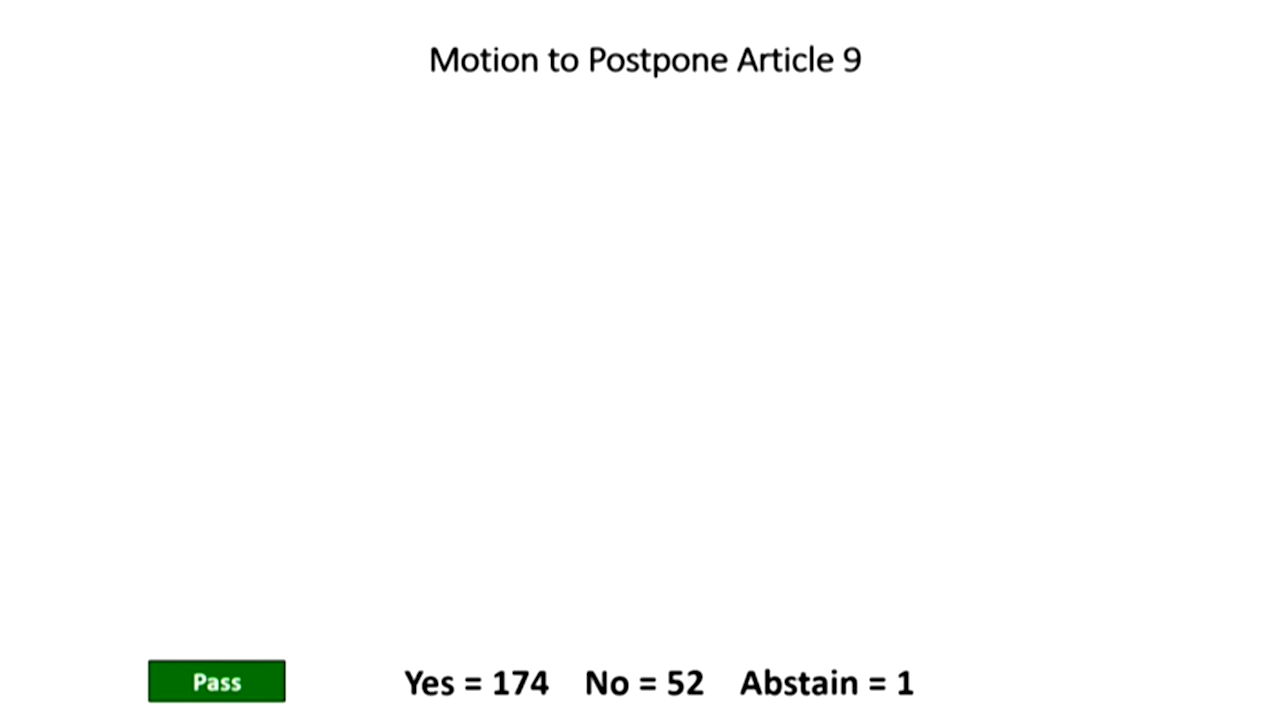 Motion to Postpone Article 9
Pass Yes = 174 No = 52 Abstain = 1